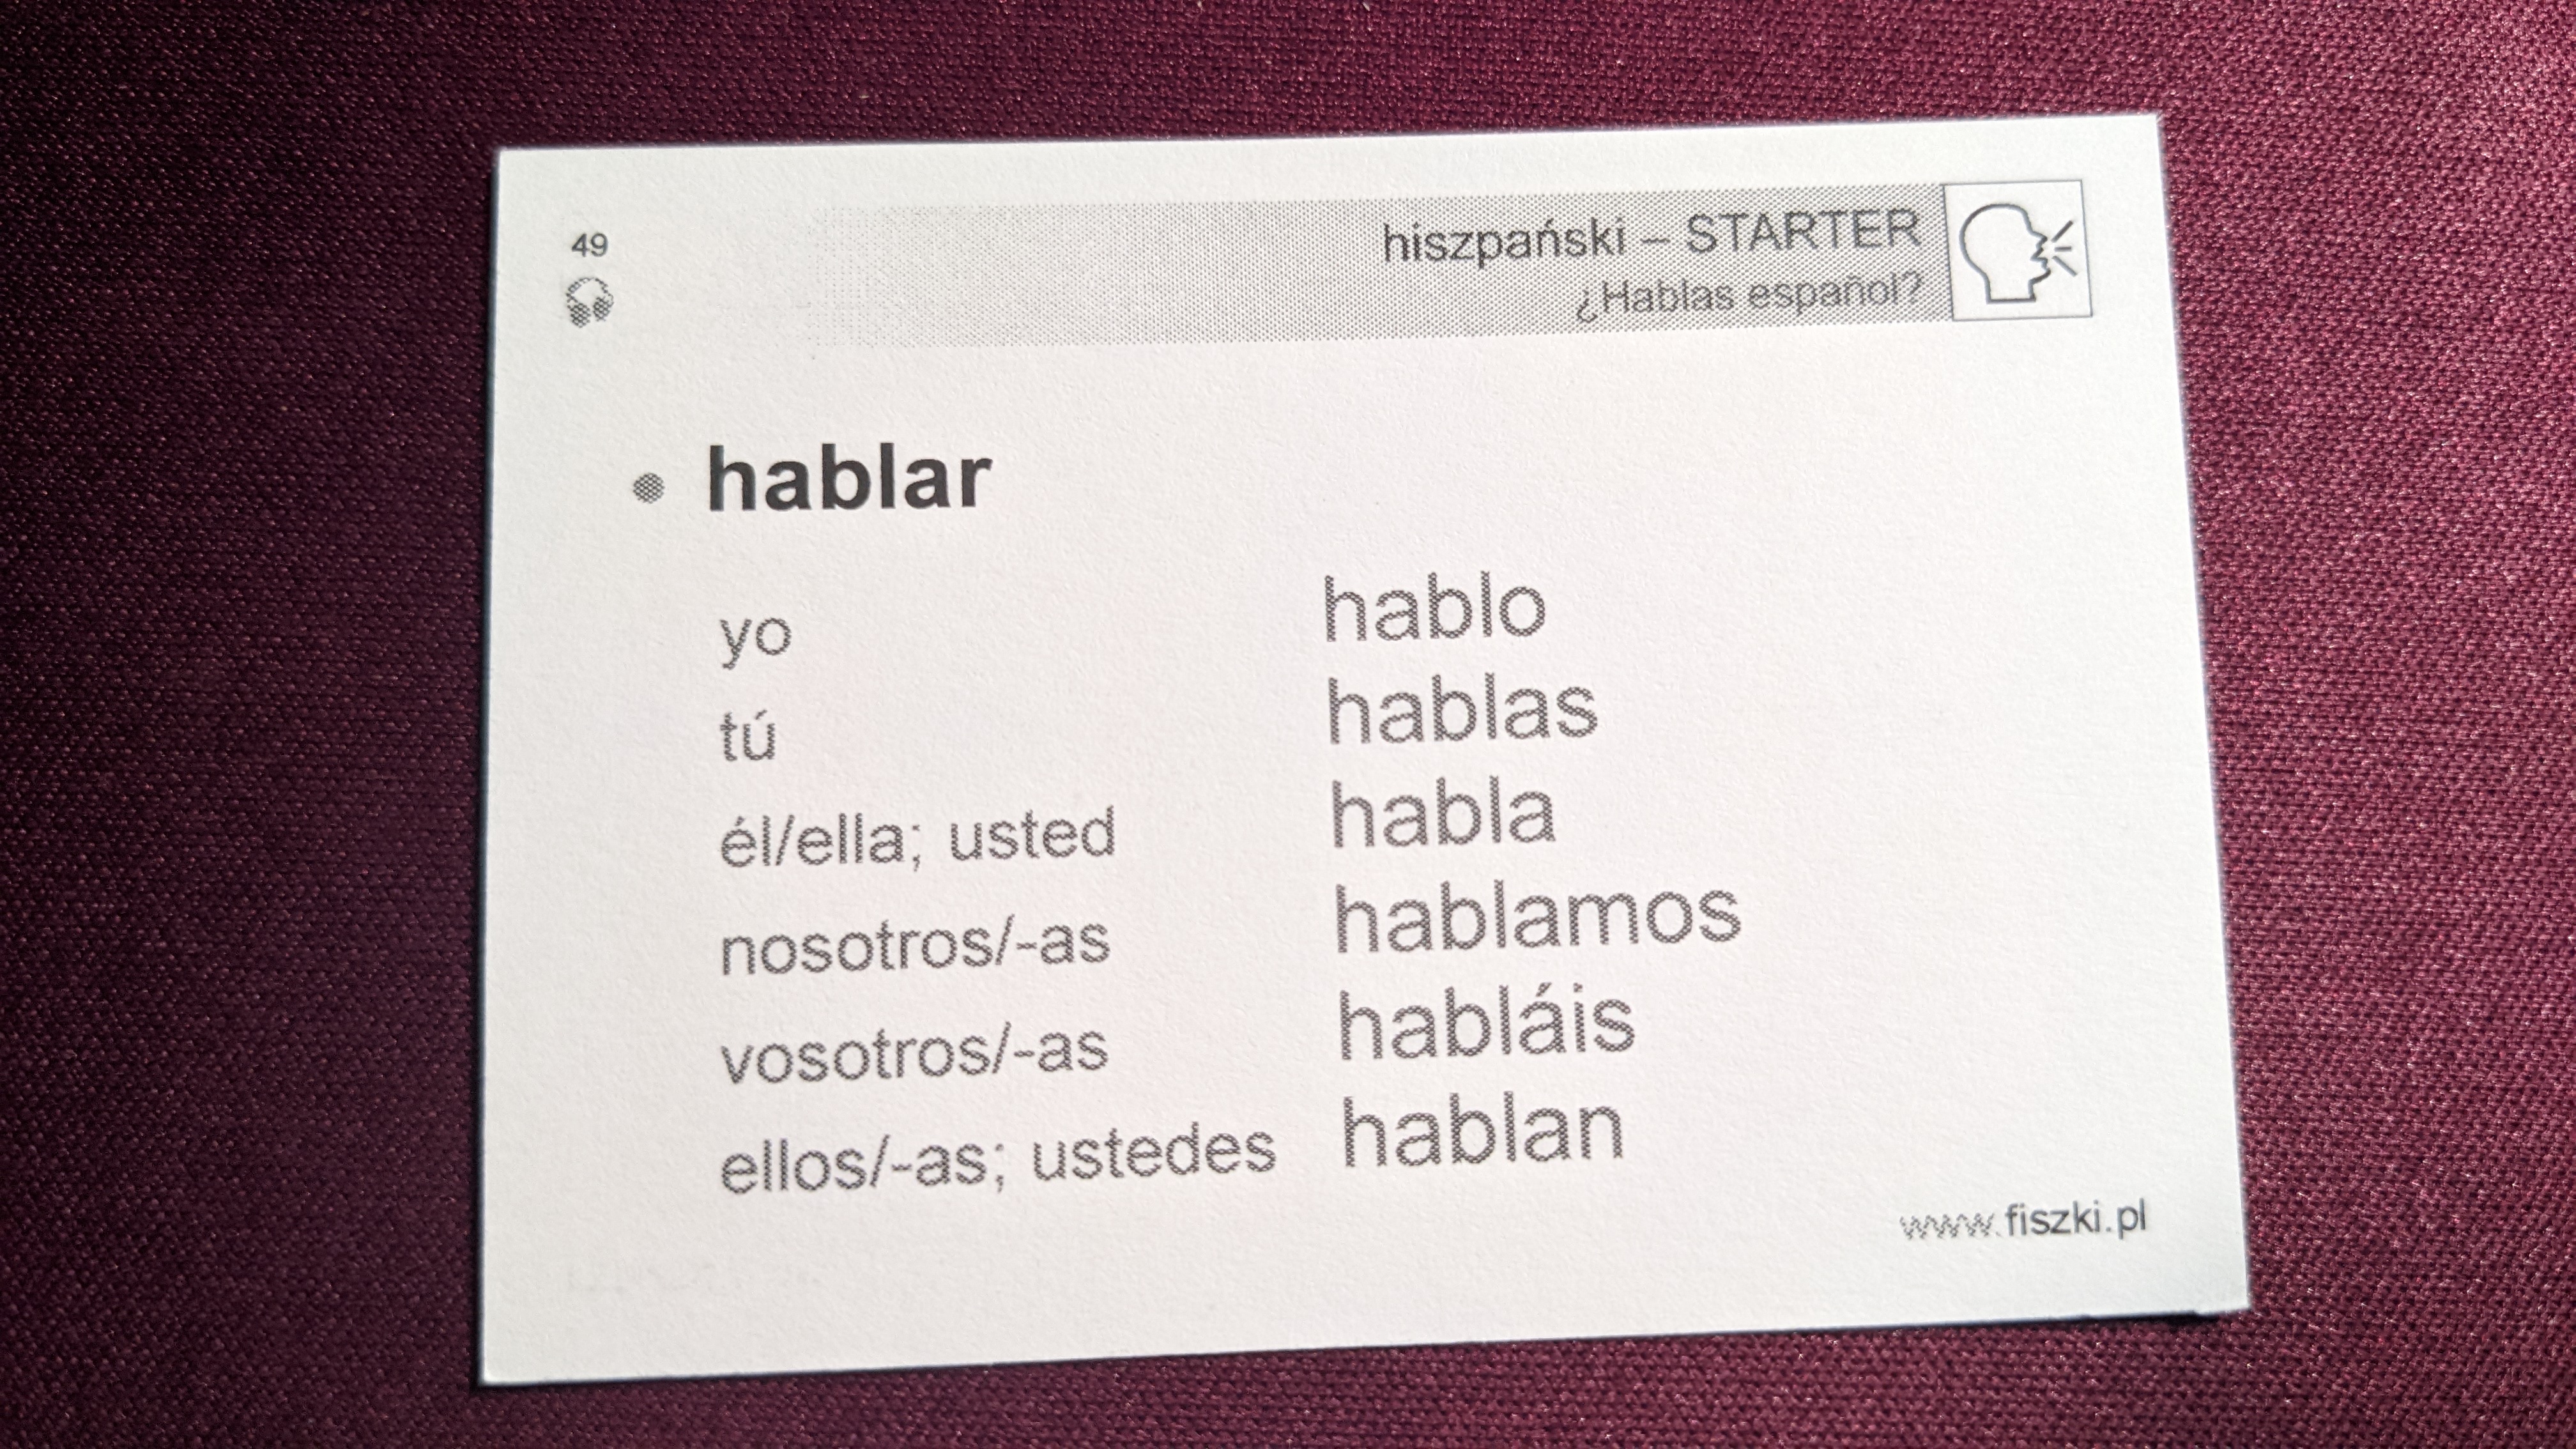 49
hiszpański – STARTER
¿Hablas español?
• hablar
yo hablo
tú hablas
él/ella; usted habla
nosotros/-as hablamos
vosotros/-as habláis
ellos/-as; ustedes hablan
www.fiszki.pl